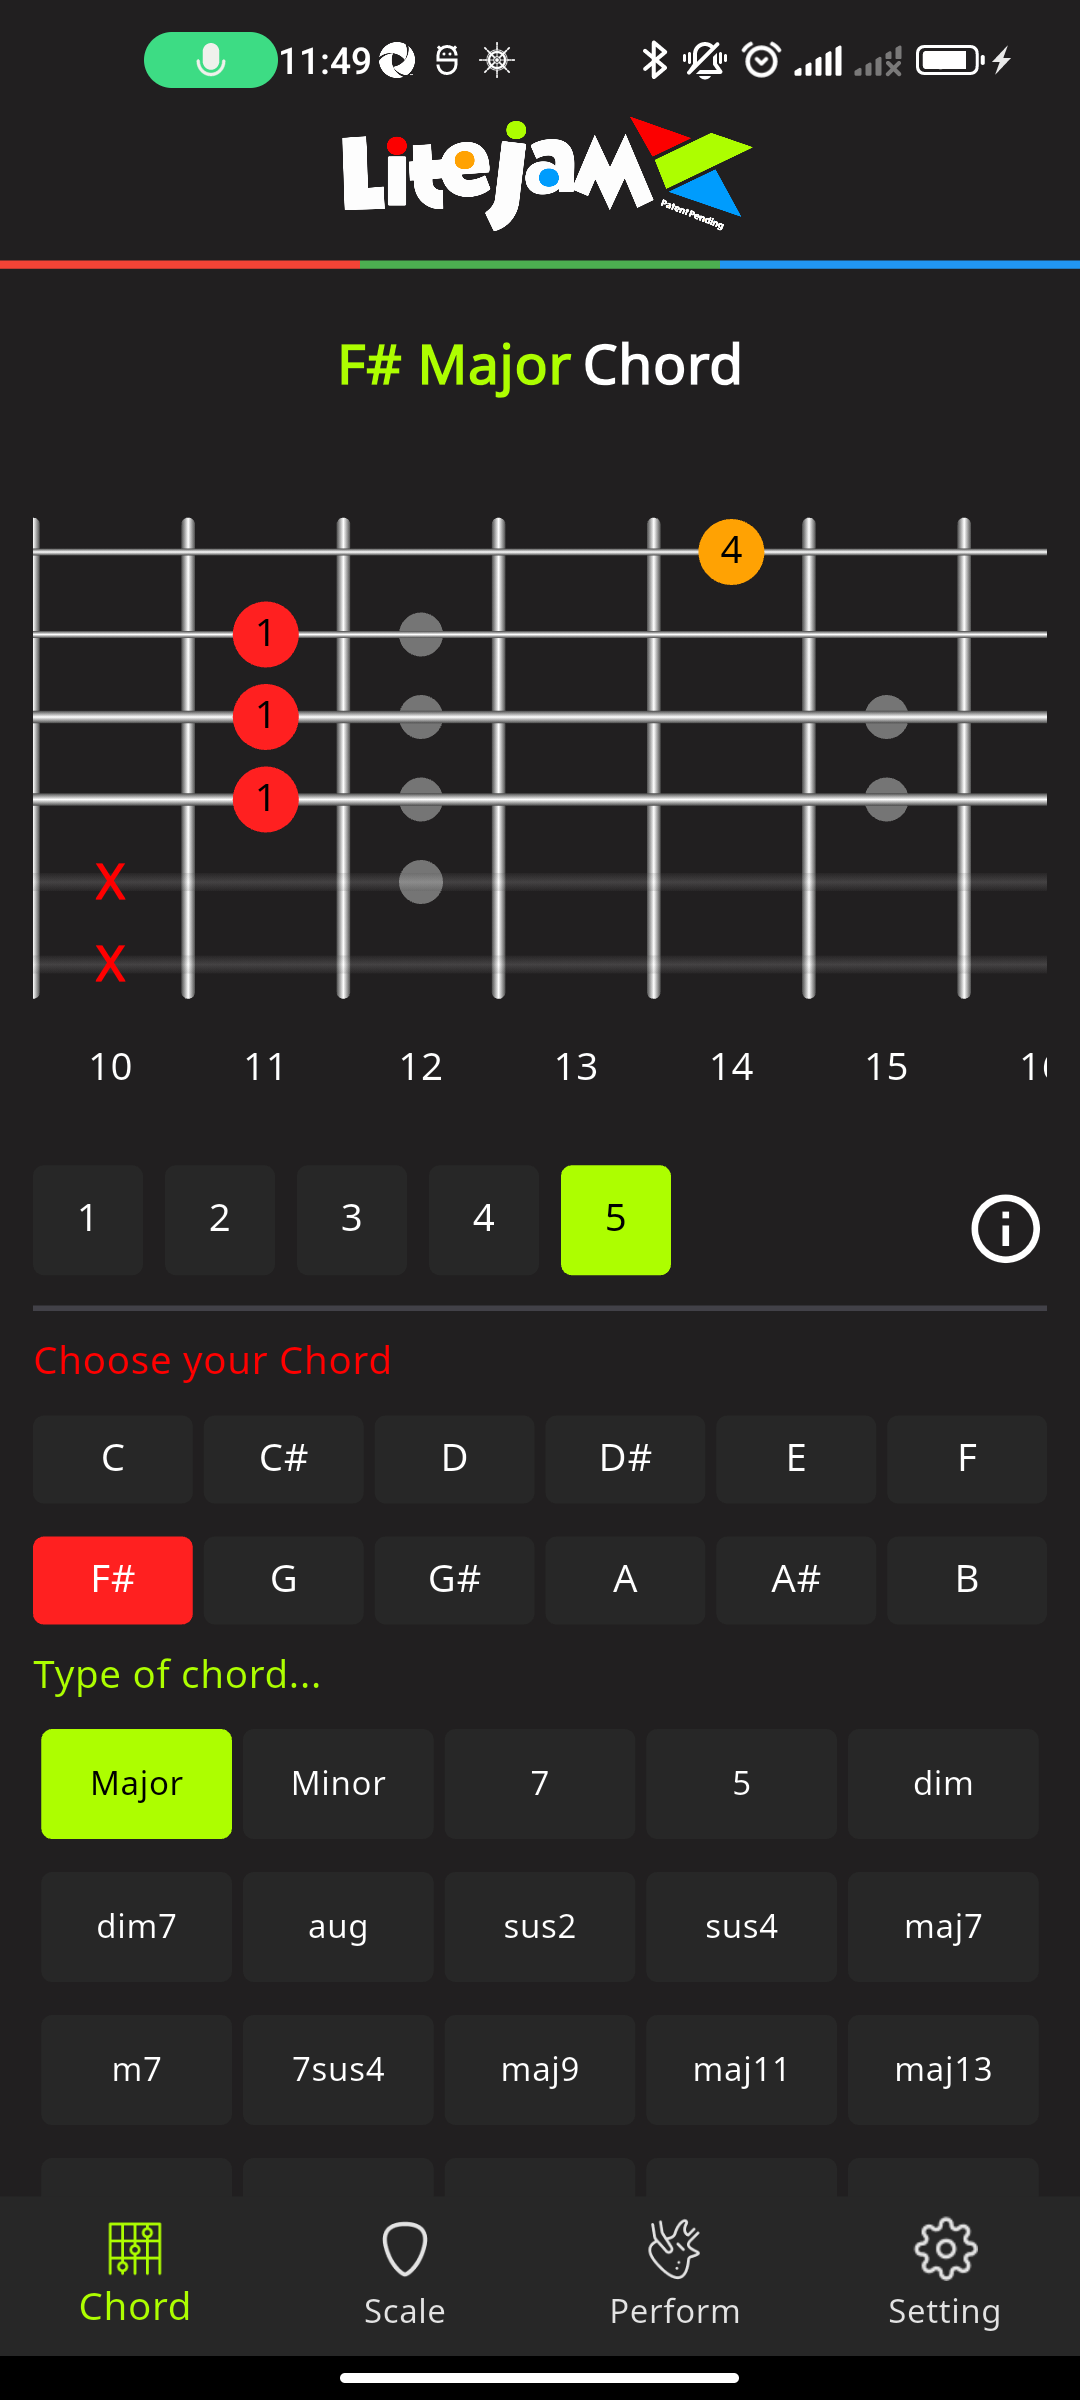 11:49
Litejam
Patent Pending
F# Major Chord
4
1
1
1
X
X
10 11 12 13 14 15
1 2 3 4 5
Choose your Chord
C C# D D# E F
F# G G# A A# B
Type of chord...
Major Minor 7 5 dim
dim7 aug sus2 sus4 maj7
m7 7sus4 maj9 maj11 maj13
Chord Scale Perform Setting